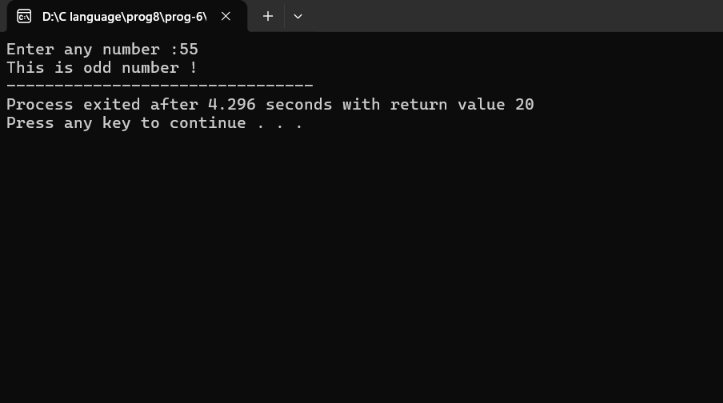 D:\C language\prog8\prog-6\
Enter any number :55
This is odd number !
--------------------------------
Process exited after 4.296 seconds with return value 20
Press any key to continue . . .